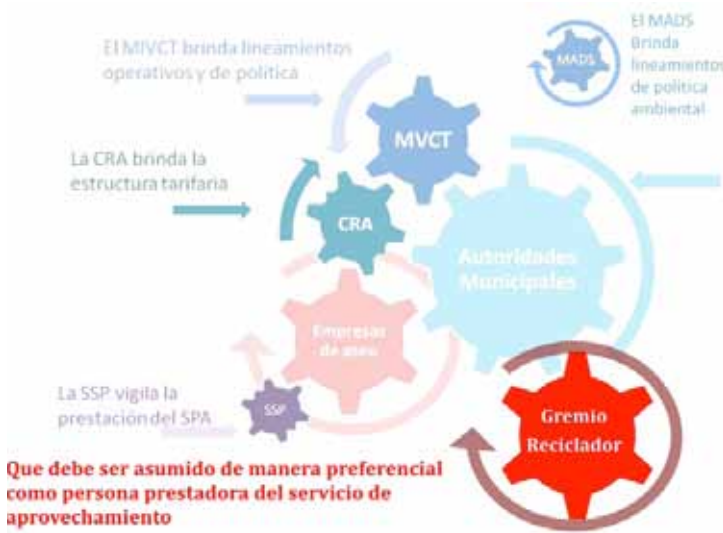 El MIVCT brinda lineamientos
operativos y de política
El MADS
Brinda
lineamientos
de política
ambiental
MADS
MVCT
La CRA brinda la
estructura tarifaria
CRA
Autoridades
Municipales
Empresas
de aseo
La SSP vigila la
prestación del SPA
SSP
Gremio
Reciclador
Que debe ser asumido de manera preferencial
como persona prestadora del servicio de
aprovechamiento